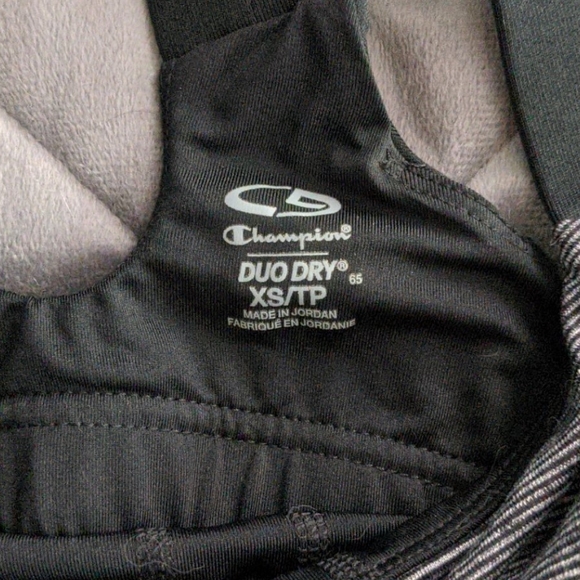 C9
Champion®
DUO DRY®
65
XS/TP
MADE IN JORDAN
FABRIQUÉ EN JORDANIE